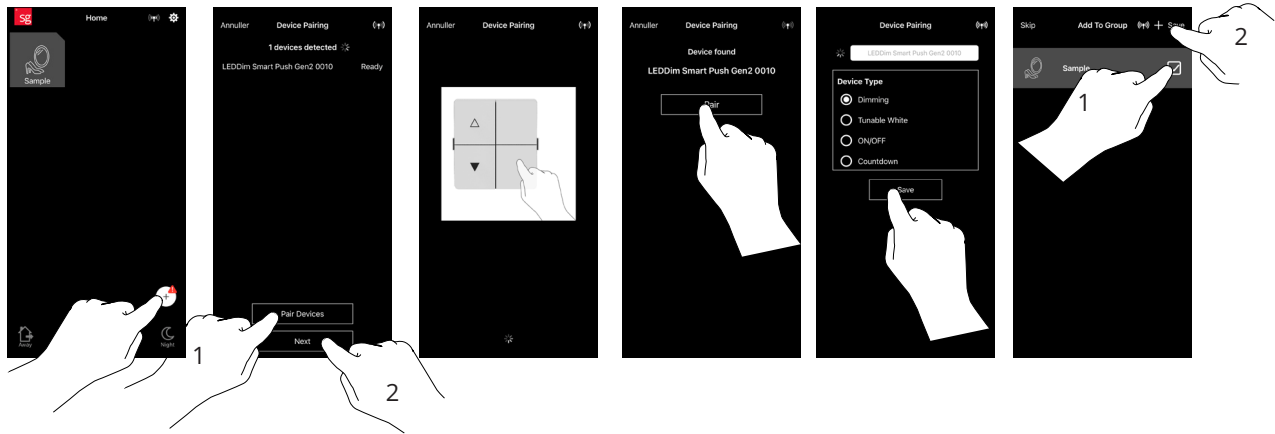 sg
Home
Sample
Away
Night
Annuller
Device Pairing
1 devices detected
LEDDim Smart Push Gen2 0010
Ready
Pair Devices
Next
1
2
Annuller
Device Pairing
Annuller
Device Pairing
Device found
LEDDim Smart Push Gen2 0010
Pair
Device Pairing
LEDDim Smart Push Gen2 0010
Device Type
Dimming
Tunable White
ON/OFF
Countdown
Save
Skip
Add To Group
Save
Sample
1
2